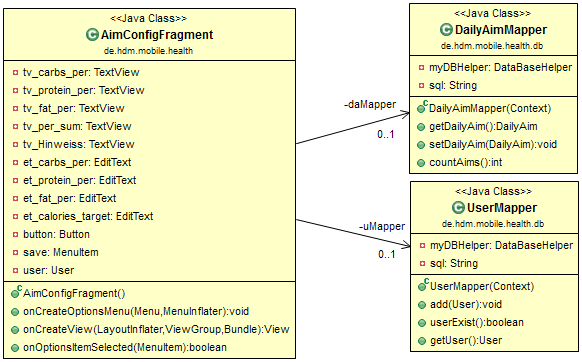 <<Java Class>>
AimConfigFragment
de.hdm.mobile.health
tv_carbs_per: TextView
tv_protein_per: TextView
tv_fat_per: TextView
tv_per_sum: TextView
tv_Hinweiss: TextView
et_carbs_per: EditText
et_protein_per: EditText
et_fat_per: EditText
et_calories_target: EditText
button: Button
save: MenuItem
user: User
AimConfigFragment()
onCreateOptionsMenu(Menu,MenuInflater):void
onCreateView(LayoutInflater,ViewGroup,Bundle):View
onOptionsItemSelected(MenuItem):boolean
-daMapper
0..1
-uMapper
0..1
<<Java Class>>
DailyAimMapper
de.hdm.mobile.health.db
myDBHelper: DataBaseHelper
sql: String
DailyAimMapper(Context)
getDailyAim():DailyAim
setDailyAim(DailyAim):void
countAims():int
<<Java Class>>
UserMapper
de.hdm.mobile.health.db
myDBHelper: DataBaseHelper
sql: String
UserMapper(Context)
add(User):void
userExist():boolean
getUser():User